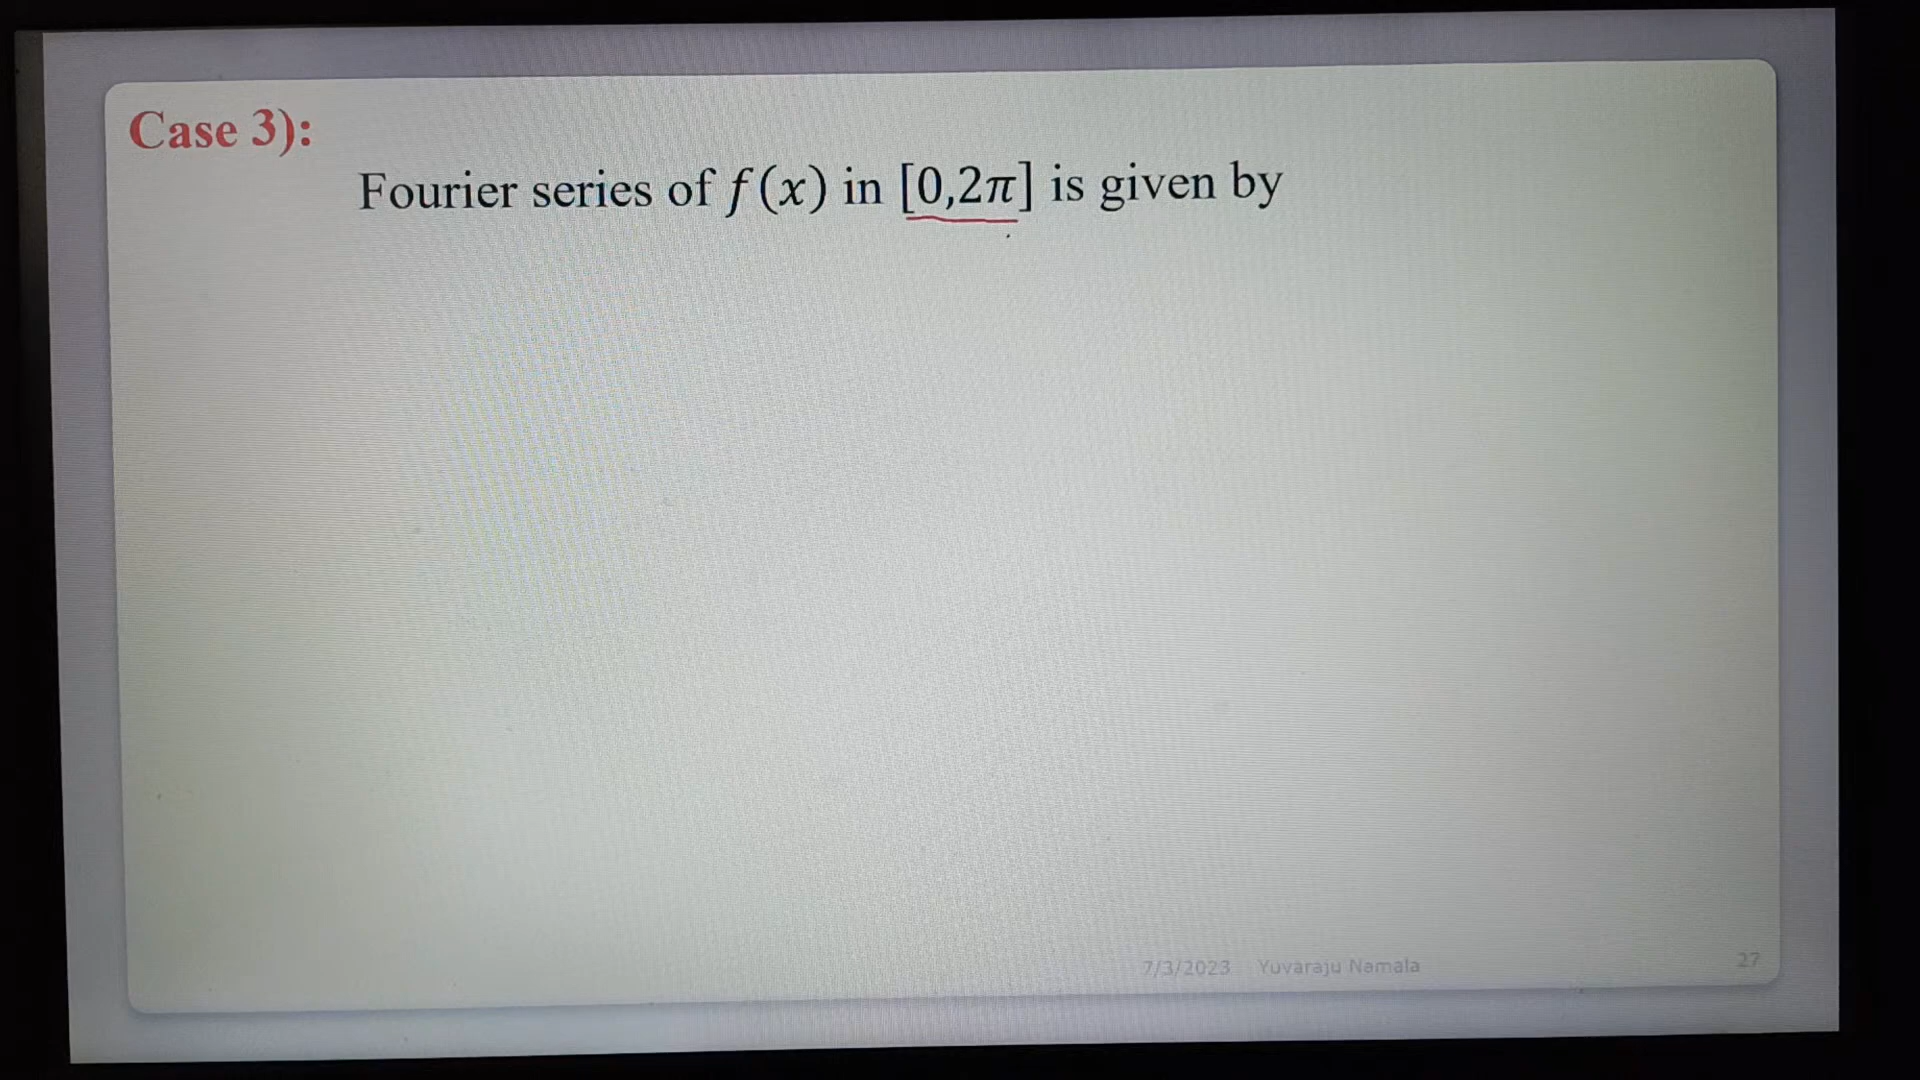 Case 3):
Fourier series of f(x) in [0,2π] is given by
7/3/2023 Yuvaraju Namala 27